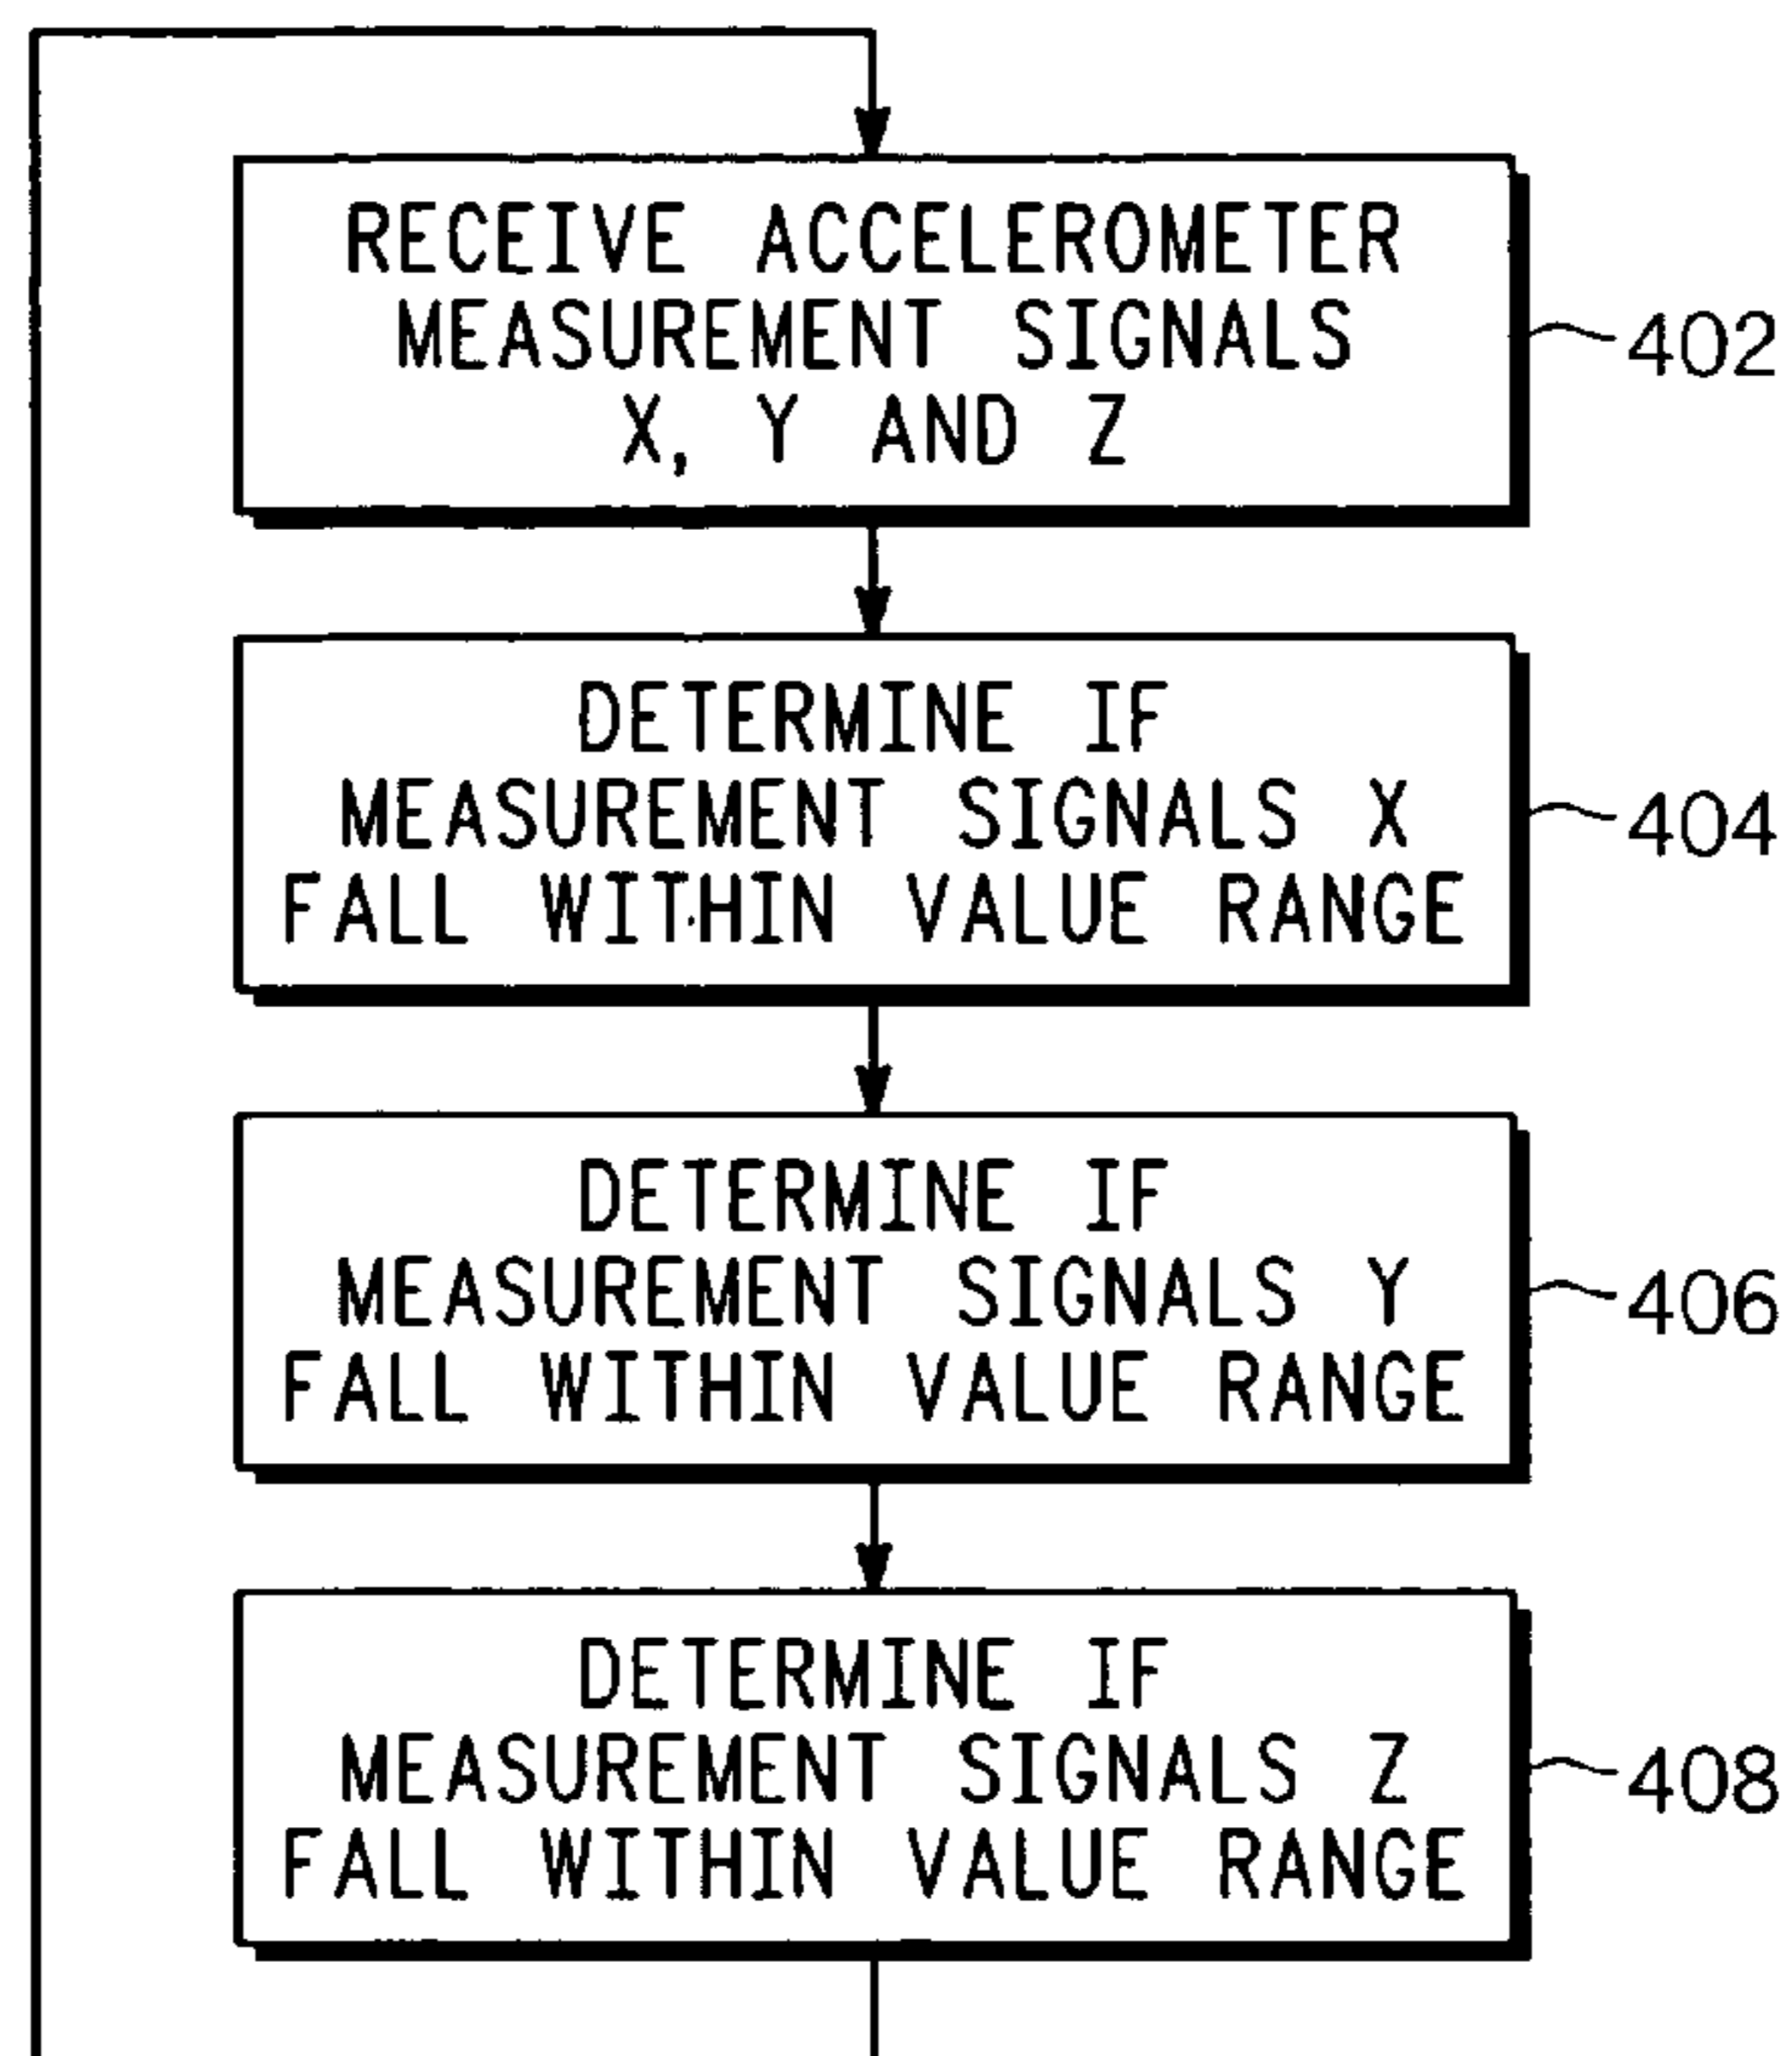 RECEIVE ACCELEROMETER
MEASUREMENT SIGNALS
X, Y AND Z
402
DETERMINE IF
MEASUREMENT SIGNALS X
FALL WITHIN VALUE RANGE
404
DETERMINE IF
MEASUREMENT SIGNALS Y
FALL WITHIN VALUE RANGE
406
DETERMINE IF
MEASUREMENT SIGNALS Z
FALL WITHIN VALUE RANGE
408